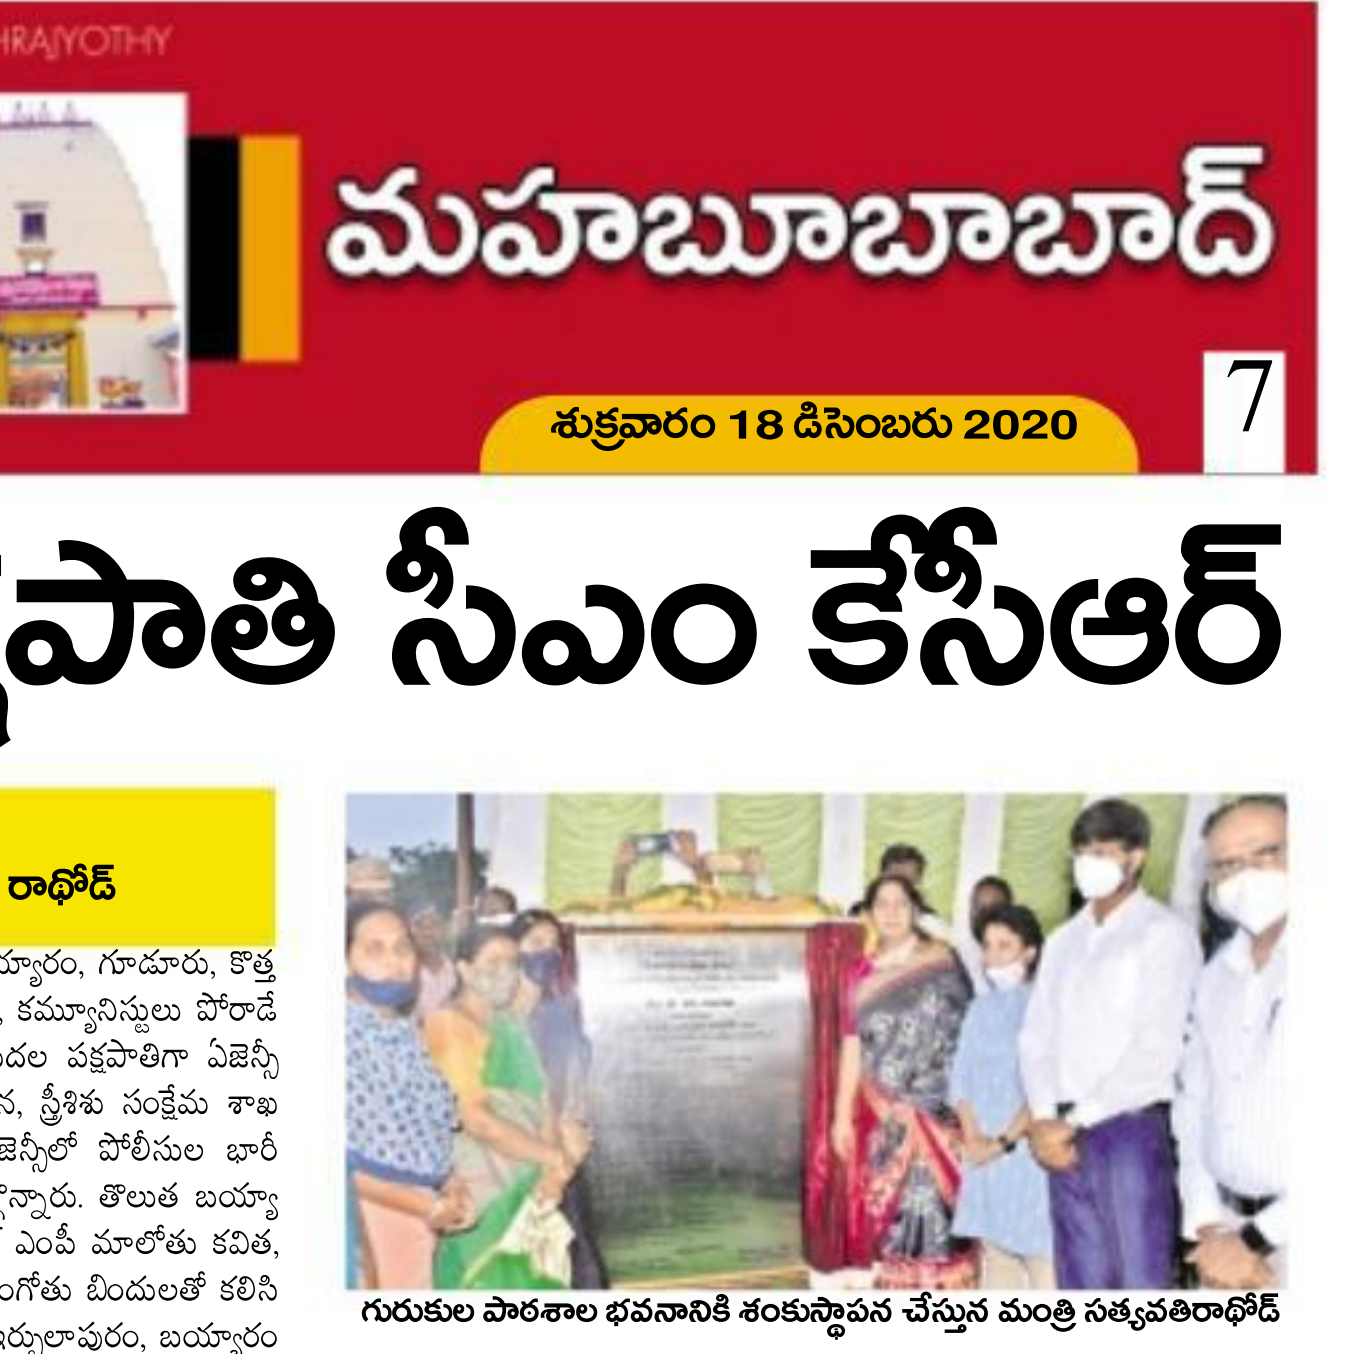 HRAJYOTHY
మహబూబాబాద్
శుక్రవారం 18 డిసెంబరు 2020
7
పాతి సీఎం కేసీఆర్
రాథోడ్
య్యారం, గూడూరు, కొత్త
, కమ్యూనిస్టులు పోరాడే
పక్షపాతిగా ఏజెన్సీ
న, స్త్రీశిశు సంక్షేమ శాఖ
జెన్సీలో పోలీసుల భారీ
న్నారు. తొలుత బయ్యా
ఎంపీ మాలోతు కవిత,
గోతు బిందులతో కలిసి
బయ్యారం
గురుకుల పాఠశాల భవనానికి శంకుస్థాపన చేస్తున మంత్రి సత్యవతిరాథోడ్